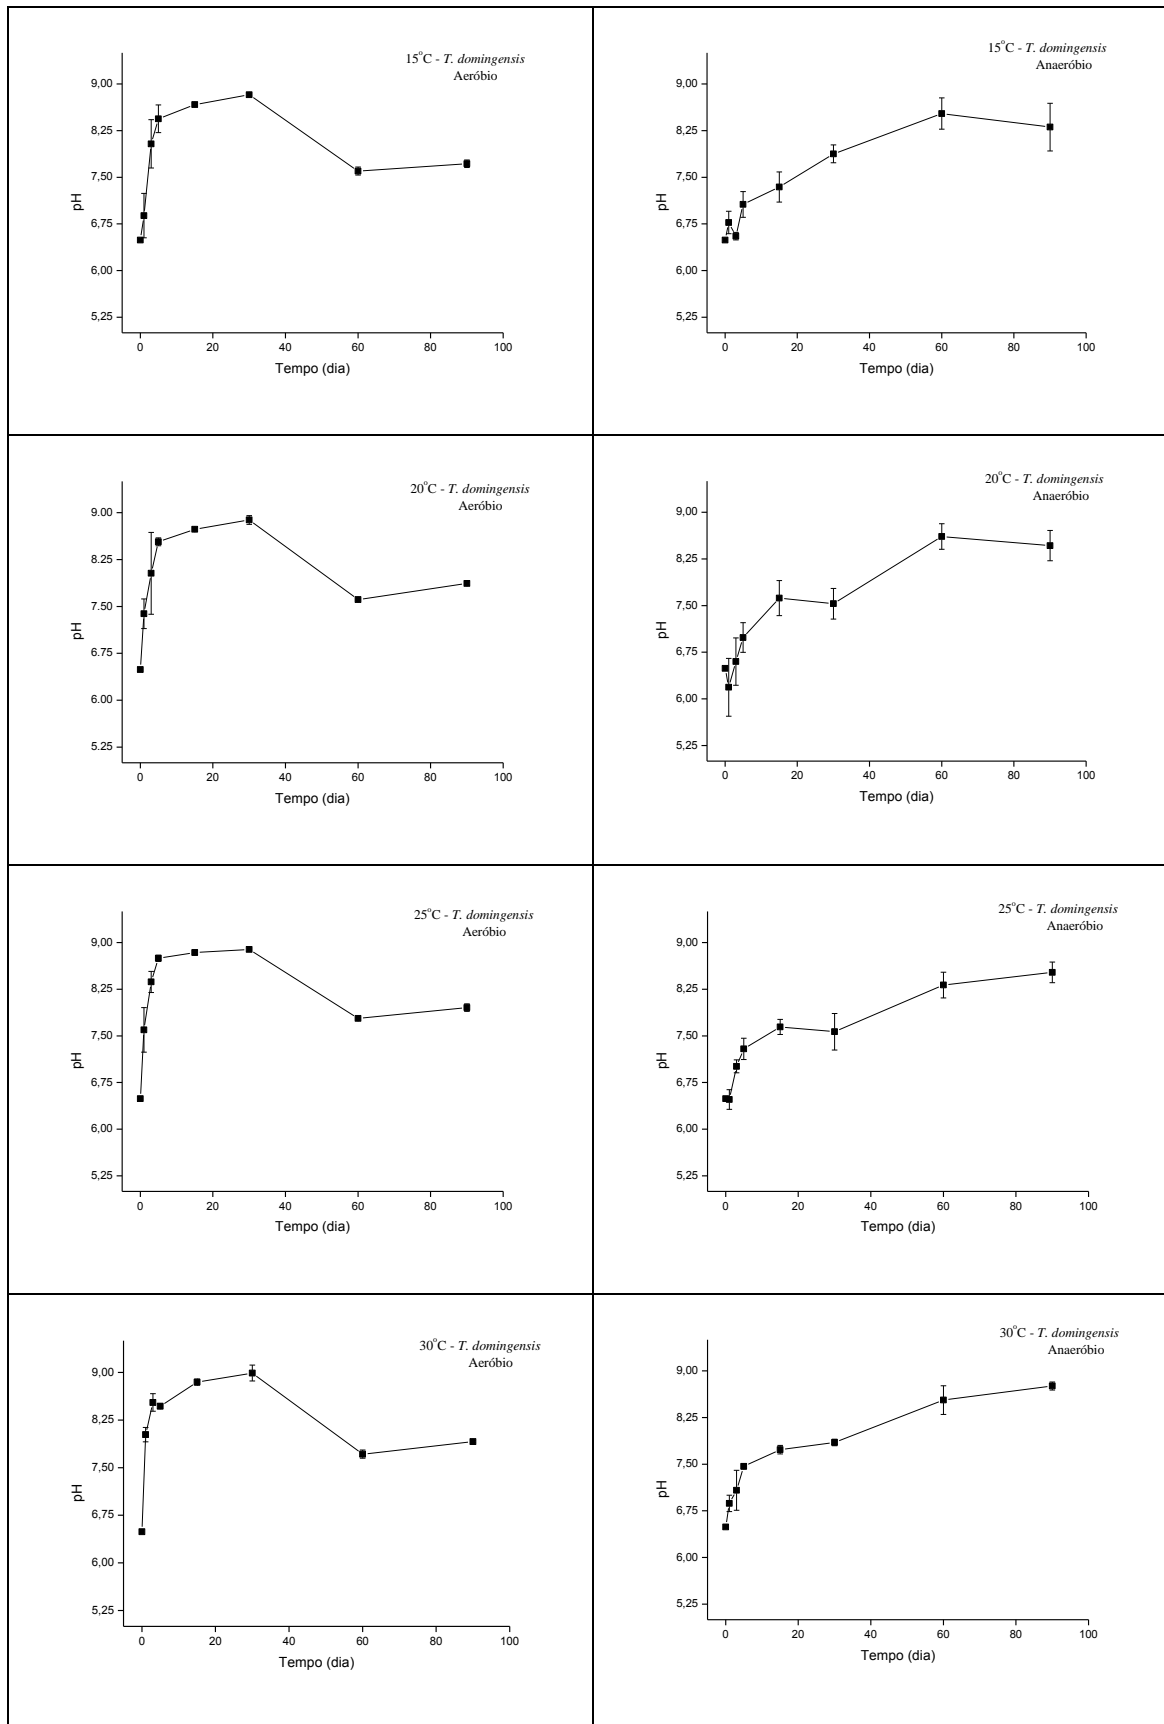 15°C - T. domingensis
Aeróbio
9,00
8,25
7,50
6,75
6,00
5,25
pH
0 20 40 60 80 100
Tempo (dia)
15°C - T. domingensis
Anaeróbio
9,00
8,25
7,50
6,75
6,00
5,25
pH
0 20 40 60 80 100
Tempo (dia)
20°C - T. domingensis
Aeróbio
9.00
8.25
7.50
6.75
6.00
5.25
pH
0 20 40 60 80 100
Tempo (dia)
20°C - T. domingensis
Anaeróbio
9,00
8,25
7,50
6,75
6,00
5,25
pH
0 20 40 60 80 100
Tempo (dia)
25°C - T. domingensis
Aeróbio
9,00
8,25
7,50
6,75
6,00
5,25
pH
0 20 40 60 80 100
Tempo (dia)
25°C - T. domingensis
Anaeróbio
9,00
8,25
7,50
6,75
6,00
5,25
pH
0 20 40 60 80 100
Tempo (dia)
30°C - T. domingensis
Aeróbio
9,00
8,25
7,50
6,75
6,00
5,25
pH
0 20 40 60 80 100
Tempo (dia)
30°C - T. domingensis
Anaeróbio
9,00
8,25
7,50
6,75
6,00
5,25
pH
0 20 40 60 80 100
Tempo (dia)